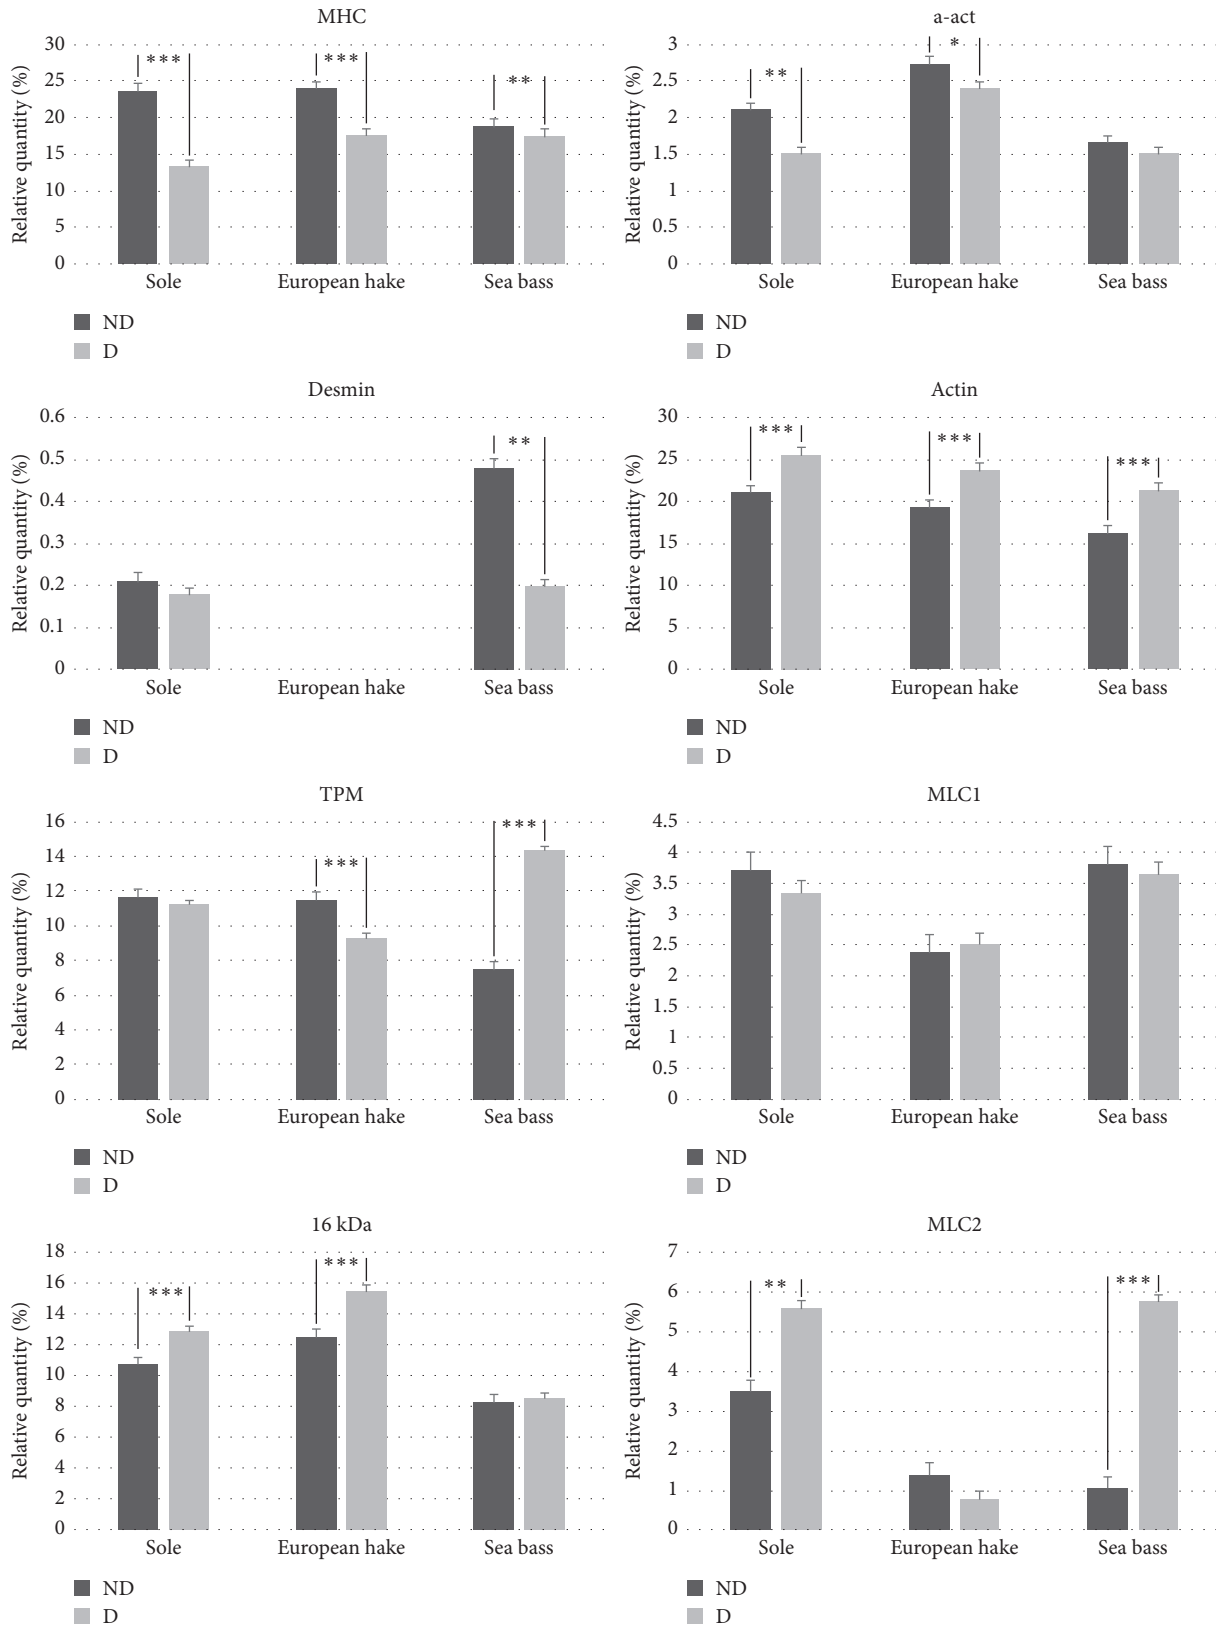 MHC
Relative quantity (%)
30
25
20
15
10
5
0
***
***
**
Sole European hake Sea bass
ND
D
a-act
Relative quantity (%)
3
2.5
2
1.5
1
0.5
0
**
*
Sole European hake Sea bass
ND
D
Desmin
Relative quantity (%)
0.6
0.5
0.4
0.3
0.2
0.1
0
**
Sole European hake Sea bass
ND
D
Actin
Relative quantity (%)
30
25
20
15
10
5
0
***
***
***
Sole European hake Sea bass
ND
D
TPM
Relative quantity (%)
16
14
12
10
8
6
4
2
0
***
***
Sole European hake Sea bass
ND
D
MLC1
Relative quantity (%)
4.5
4
3.5
3
2.5
2
1.5
1
0.5
0
Sole European hake Sea bass
ND
D
16 kDa
Relative quantity (%)
18
16
14
12
10
8
6
4
2
0
***
***
Sole European hake Sea bass
ND
D
MLC2
Relative quantity (%)
7
6
5
4
3
2
1
0
**
***
Sole European hake Sea bass
ND
D